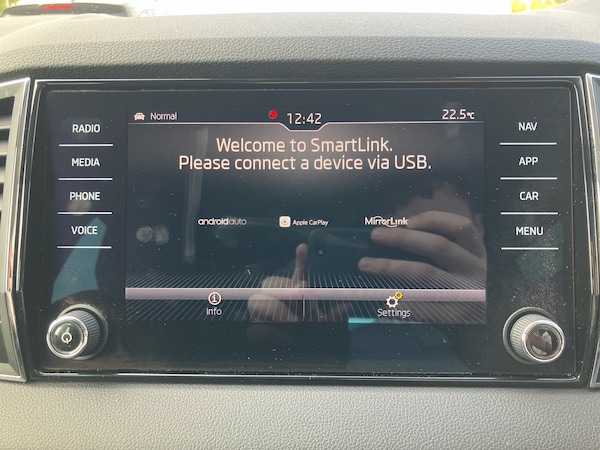 Normal
12:42
22.5°C
Welcome to SmartLink.
Please connect a device via USB.
androidauto
Apple CarPlay
MirrorLink
Info
Settings
RADIO
MEDIA
PHONE
VOICE
NAV
APP
CAR
MENU